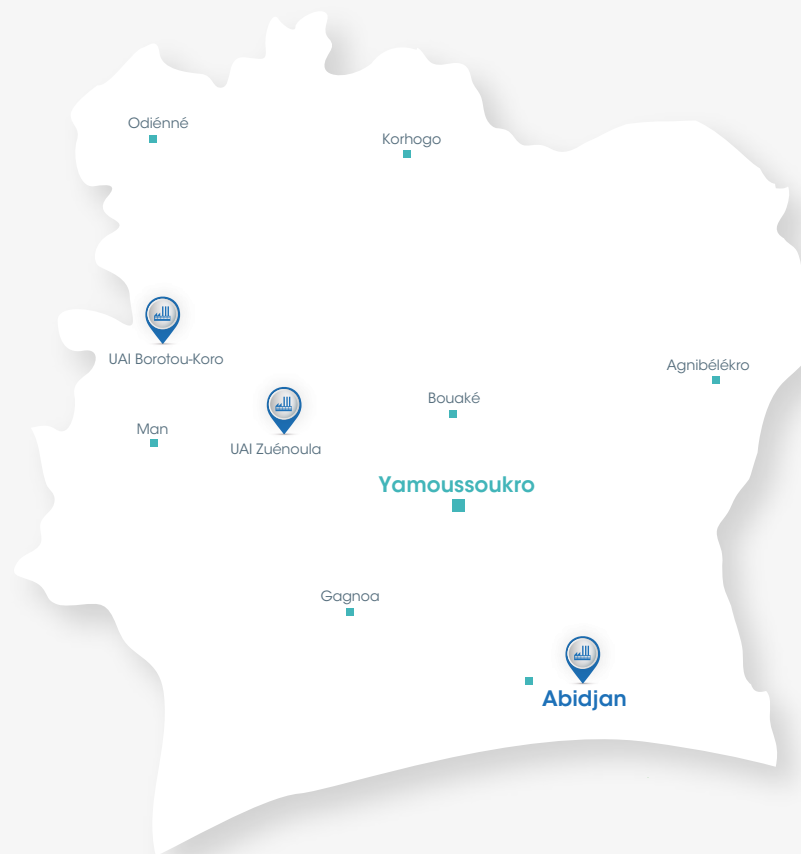 Odiénné
Korhogo
UAI Borotou-Koro
Agnibélékro
Bouaké
Man
UAI Zuénoula
Yamoussoukro
Gagnoa
Abidjan